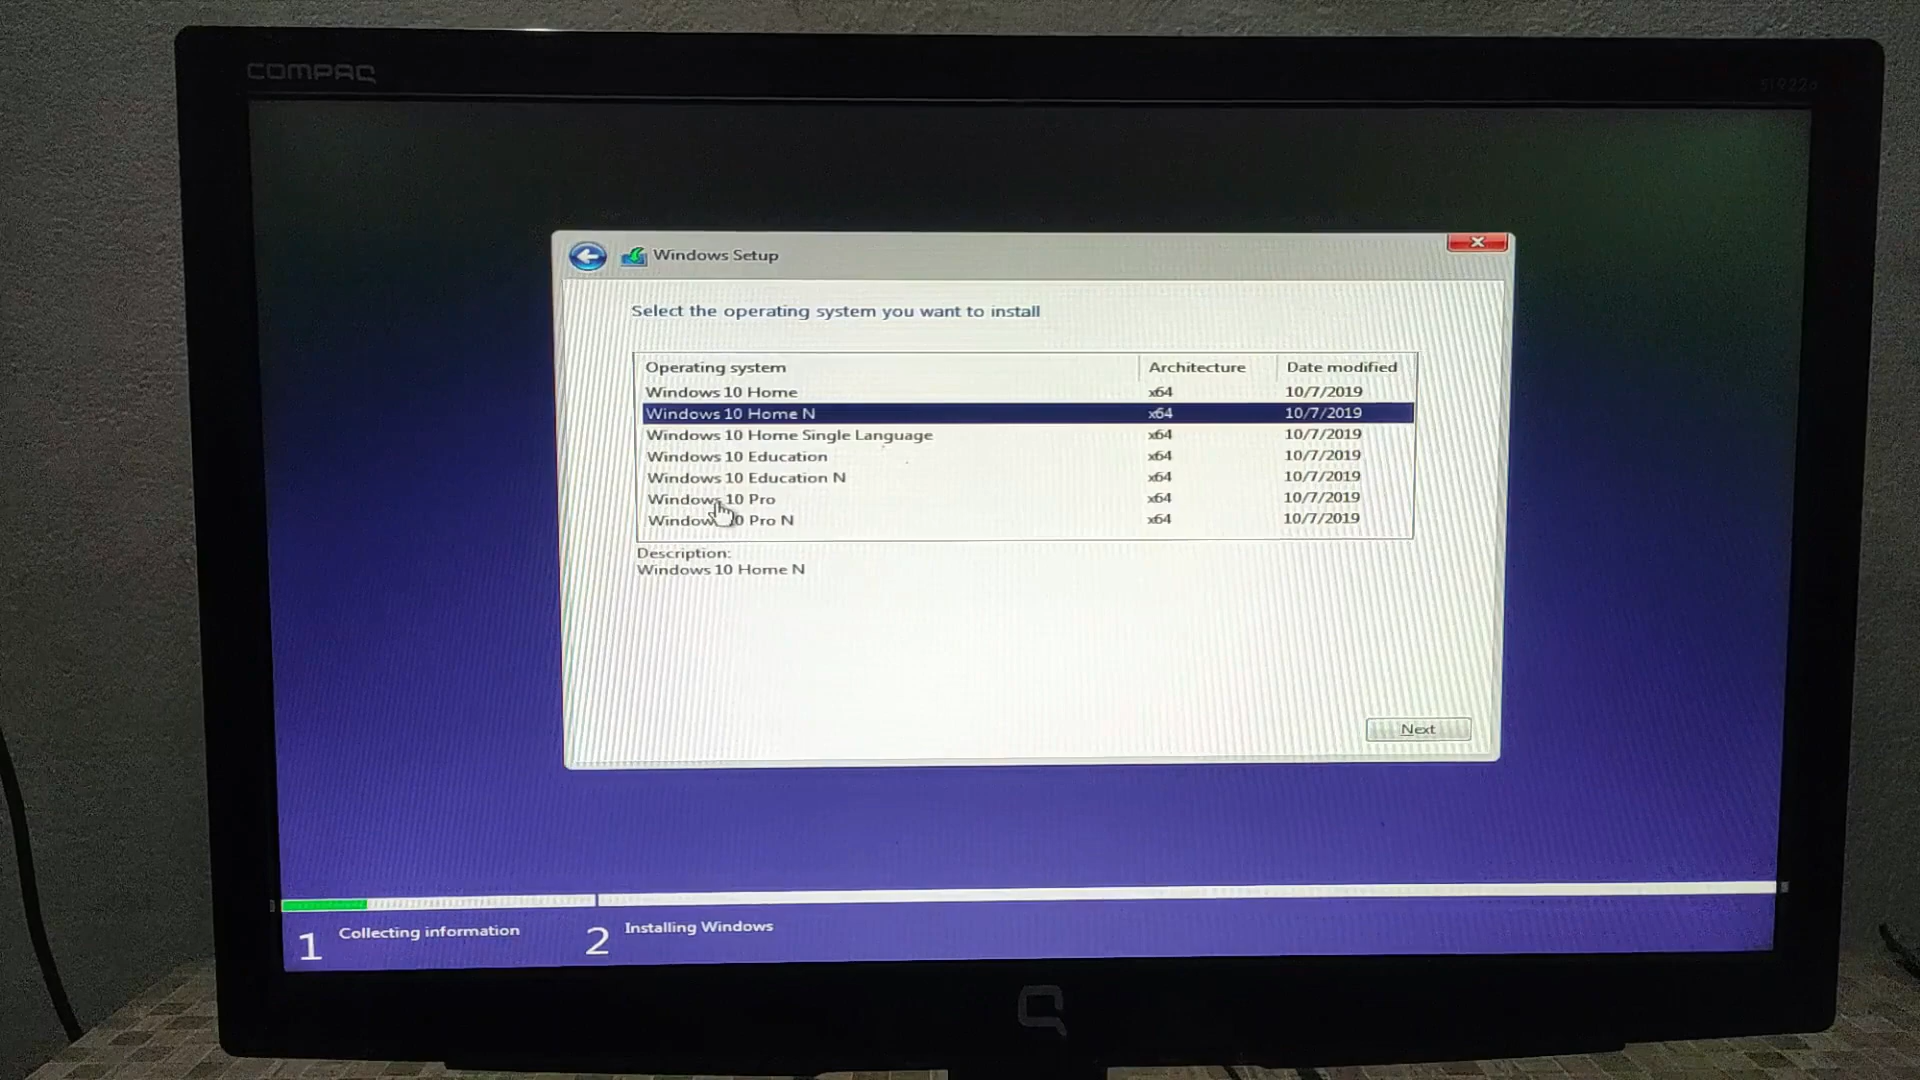 COMPAQ
Windows Setup
Select the operating system you want to install
Operating system Architecture Date modified
Windows 10 Home x64 10/7/2019
Windows 10 Home N x64 10/7/2019
Windows 10 Home Single Language x64 10/7/2019
Windows 10 Education x64 10/7/2019
Windows 10 Education N x64 10/7/2019
Windows 10 Pro x64 10/7/2019
Windows 10 Pro N x64 10/7/2019
Description:
Windows 10 Home N
Next
1 Collecting information
2 Installing Windows